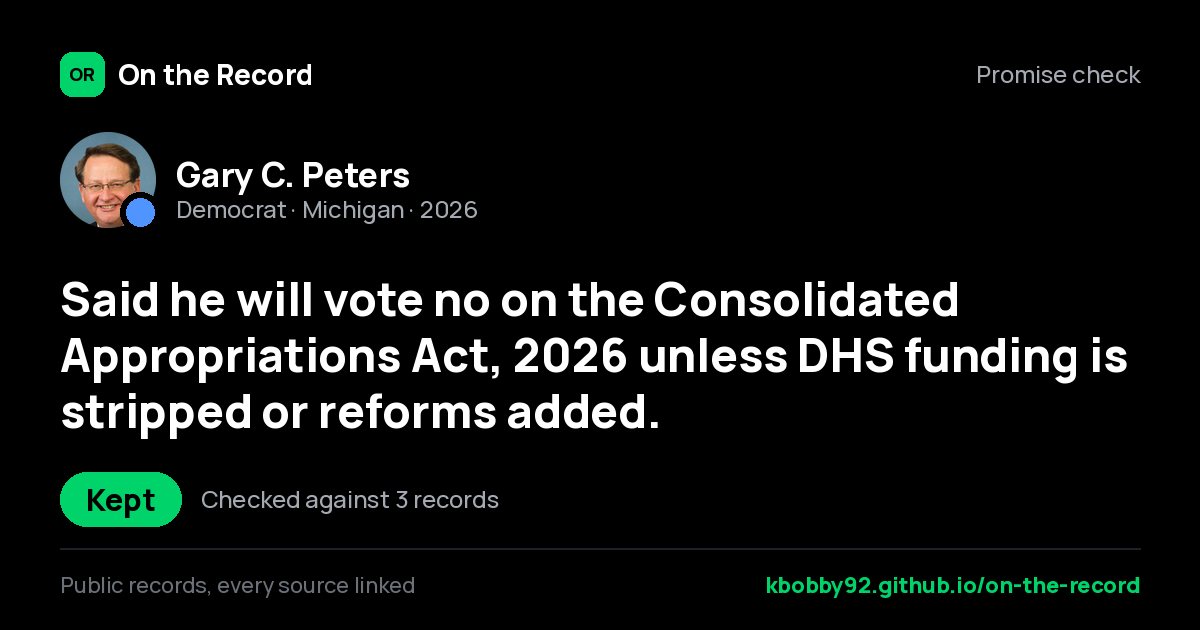 OR On the Record
Promise check
Gary C. Peters
Democrat · Michigan · 2026
Said he will vote no on the Consolidated
Appropriations Act, 2026 unless DHS funding is
stripped or reforms added.
Kept Checked against 3 records
Public records, every source linked
kbobby92.github.io/on-the-record